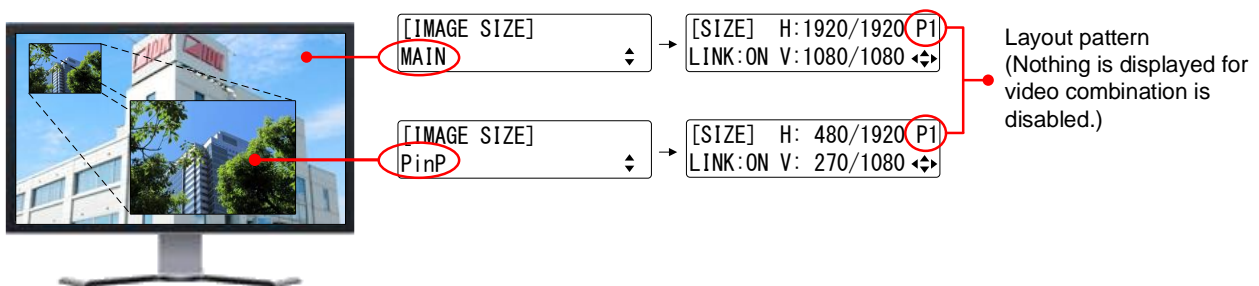 [IMAGE SIZE]
MAIN
[SIZE] H:1920/1920 P1
LINK:ON V:1080/1080
Layout pattern
(Nothing is displayed for
video combination is
disabled.)
[IMAGE SIZE]
PinP
[SIZE] H: 480/1920 P1
LINK:ON V: 270/1080